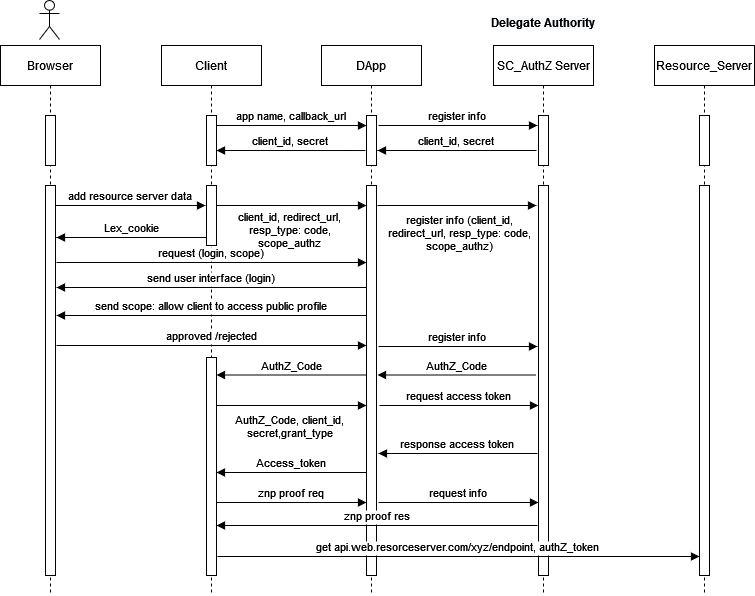 Delegate Authority
Browser
Client
DApp
SC_AuthZ Server
Resource_Server
app name, callback_url
register info
client_id, secret
client_id, secret
add resource server data
client_id, redirect_url,
resp_type: code,
scope_authz
register info (client_id,
redirect_url, resp_type: code,
scope_authz)
Lex_cookie
request (login, scope)
send user interface (login)
send scope: allow client to access public profile
approved /rejected
register info
AuthZ_Code
AuthZ_Code
request access token
AuthZ_Code, client_id,
secret,grant_type
response access token
Access_token
znp proof req
request info
znp proof res
get api.web.resorceserver.com/xyz/endpoint, authZ_token